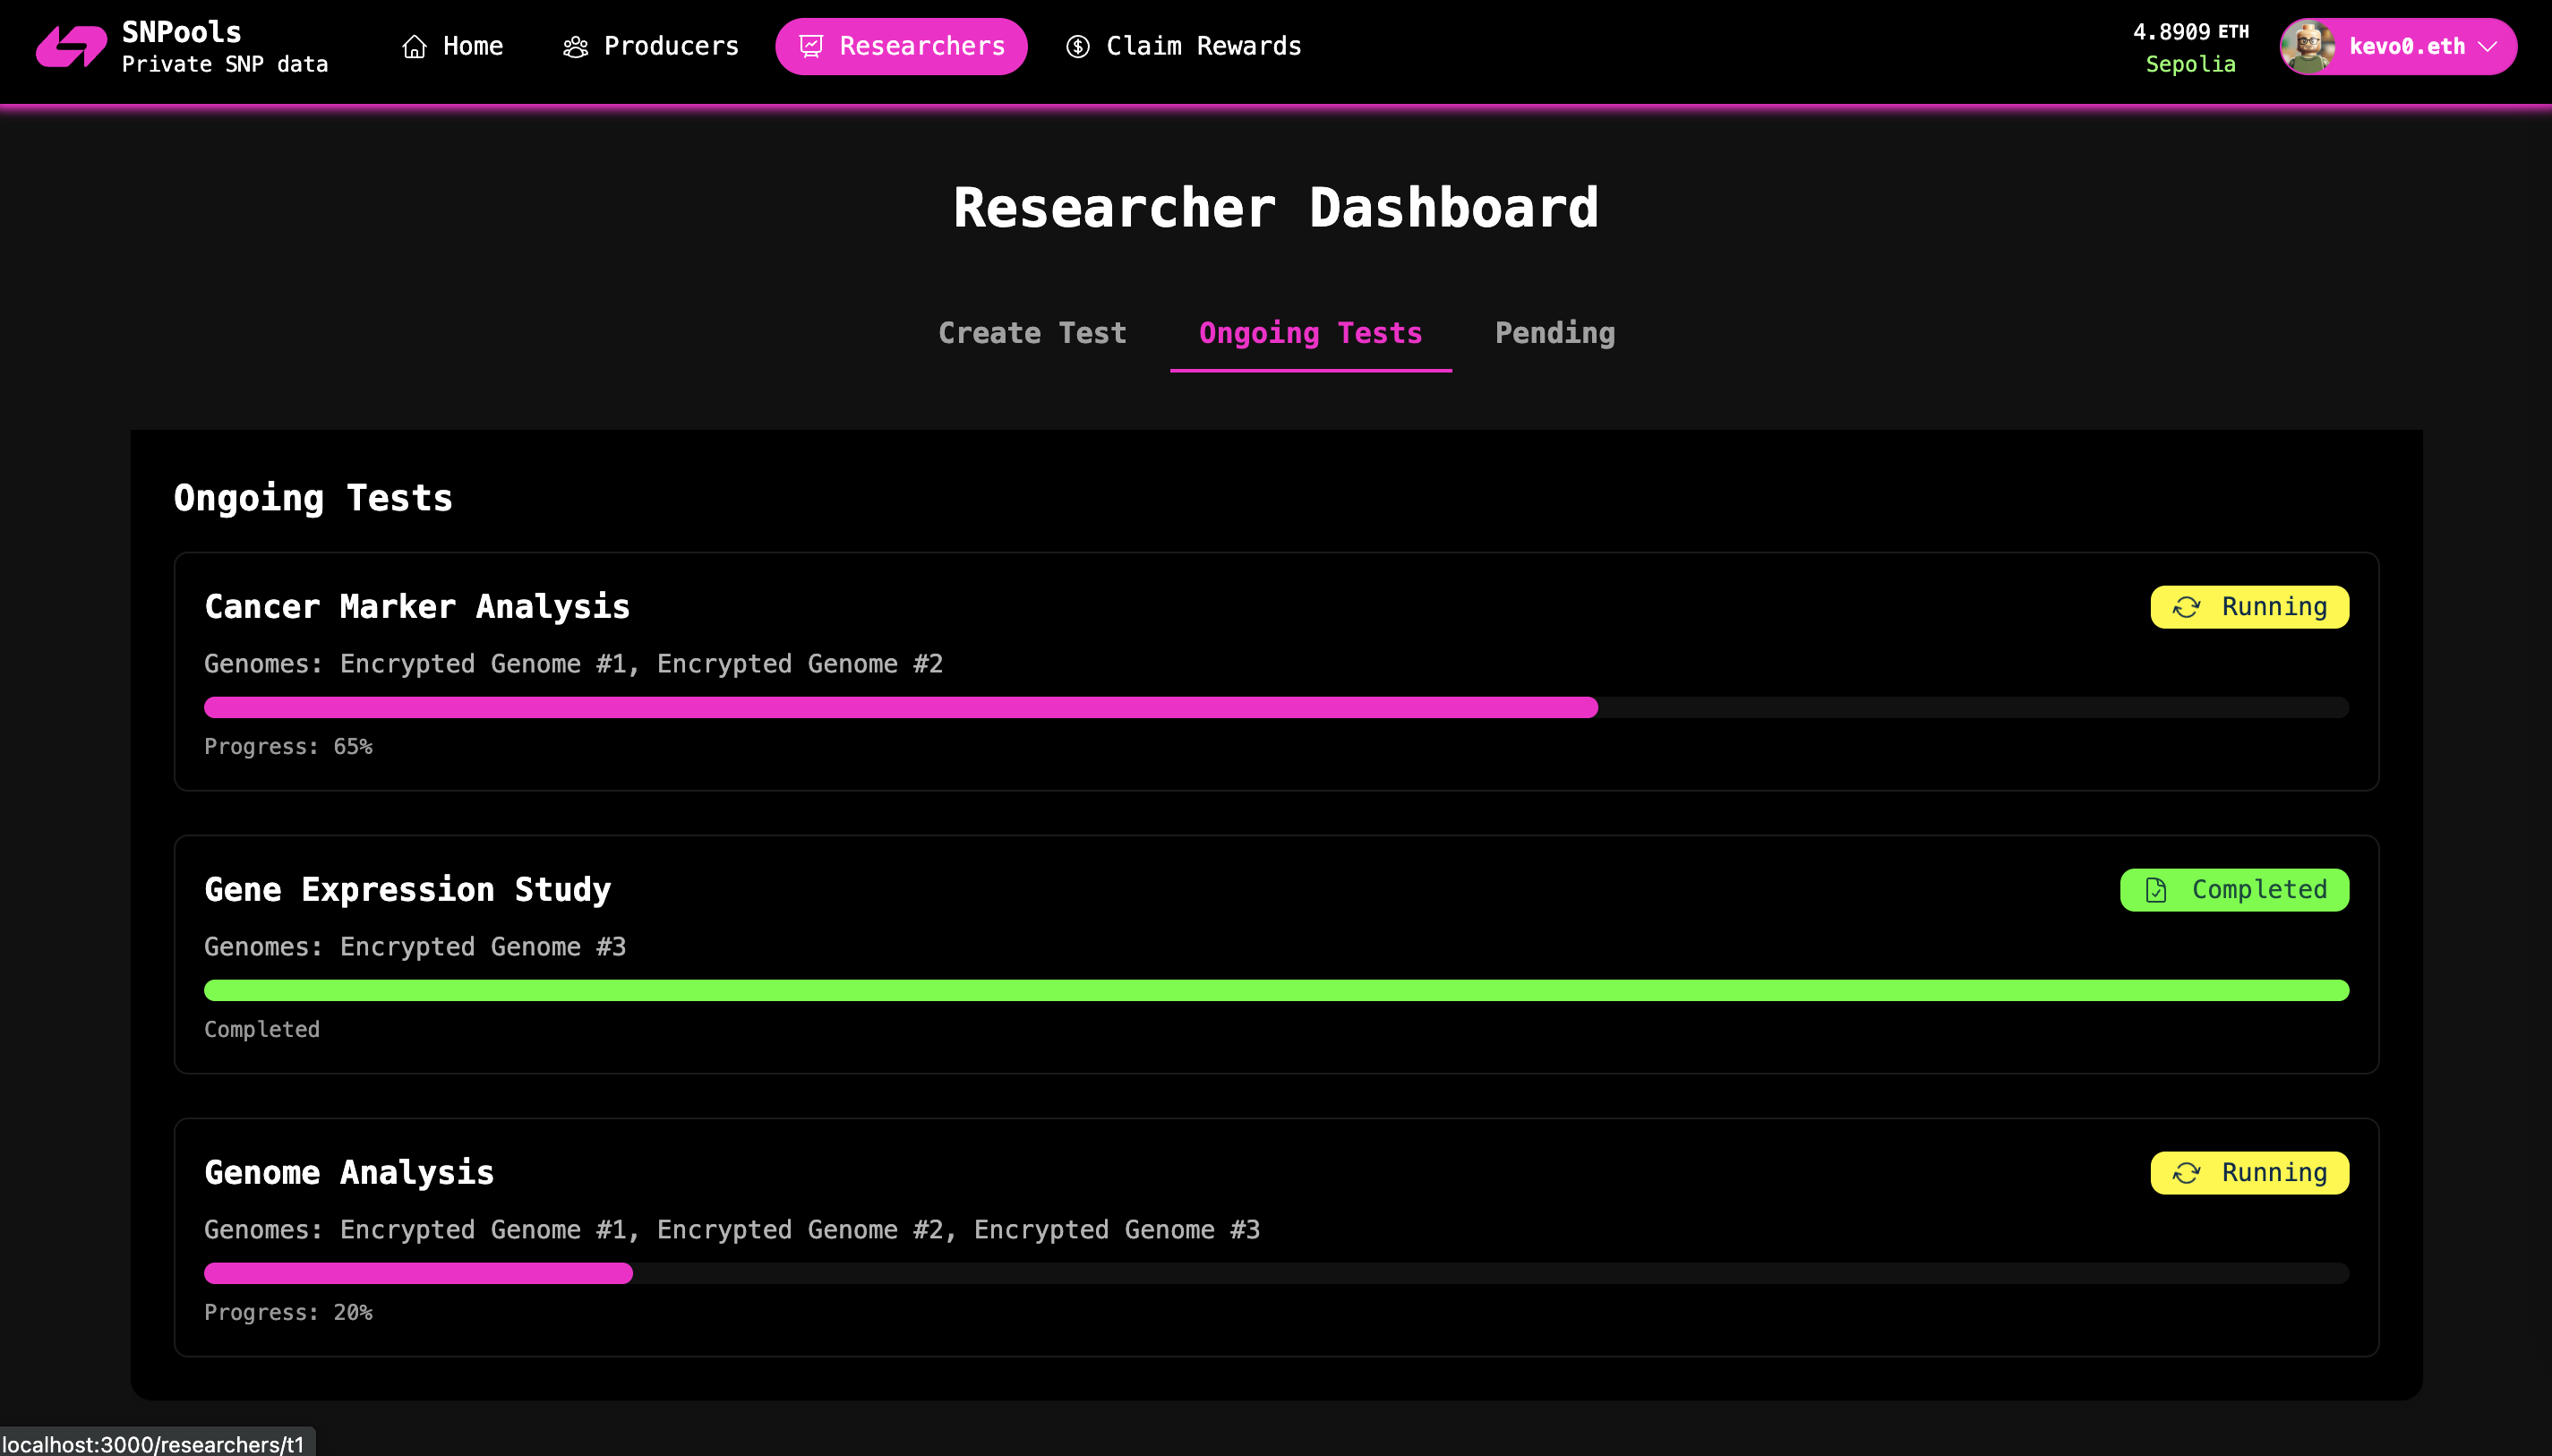 SNPools
Private SNP data
Home
Producers
Researchers
Claim Rewards
4.8909 ETH
Sepolia
kevo0.eth
Researcher Dashboard
Create Test
Ongoing Tests
Pending
Ongoing Tests
Cancer Marker Analysis
Running
Genomes: Encrypted Genome #1, Encrypted Genome #2
Progress: 65%
Gene Expression Study
Completed
Genomes: Encrypted Genome #3
Completed
Genome Analysis
Running
Genomes: Encrypted Genome #1, Encrypted Genome #2, Encrypted Genome #3
Progress: 20%
localhost:3000/researchers/t1